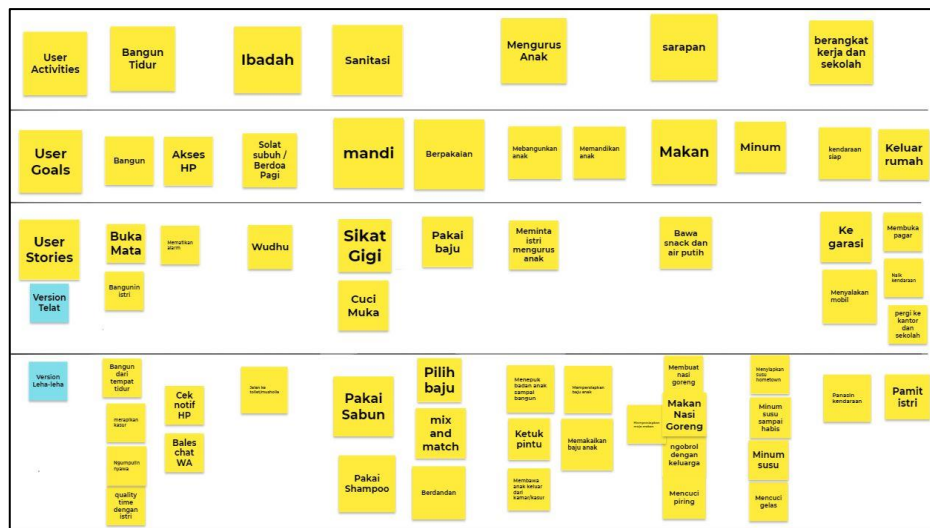 User
Activities
Bangun
Tidur
Ibadah
Sanitasi
Mengurus
Anak
sarapan
berangkat
kerja dan
sekolah
User
Goals
Bangun
Akses
HP
Solat
subuh /
Berdoa
Pagi
mandi
Berpakaian
Mebangunkan
anak
Memandikan
anak
Makan
Minum
kendaraan
siap
Keluar
rumah
User
Stories
Version
Telat
Buka
Mata
Mematikan
alarm
Bangunin
istri
Wudhu
Sikat
Gigi
Cuci
Muka
Pakai
baju
Meminta
istri
mengurus
anak
Bawa
snack dan
air putih
Ke
garasi
Menyalakan
mobil
Membuka
pagar
Naik
kendaraan
pergi ke
kantor
dan
sekolah
Version
Leha-leha
Bangun
dari
tempat
tidur
merapikan
kasur
Ngumpulin
nyawa
quality
time dengan
istri
Cek
notif
HP
Bales
chat
WA
Jalan ke
toilet/musholla
Pakai
Sabun
Pakai
Shampoo
Pilih
baju
mix
and
match
Berdandan
Menepuk
badan anak
sampai
bangun
Ketuk
pintu
Membawa
anak keluar
dari
kamar/kasur
Mempersiapkan
baju anak
Memakaikan
baju anak
Mempersiapkan
Membuat
nasi
goreng
Makan
Nasi
Goreng
ngobrol
dengan
keluarga
Mencuci
piring
Menyiapkan
susu
hometown
Minum
susu
sampai
habis
Minum
susu
Mencuci
gelas
Panasin
kendaraan
Pamit
istri